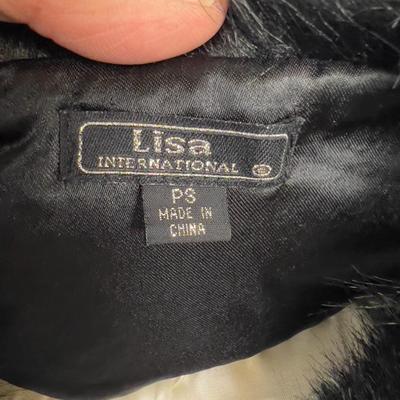 Lisa
INTERNATIONAL ®
PS
MADE IN
CHINA